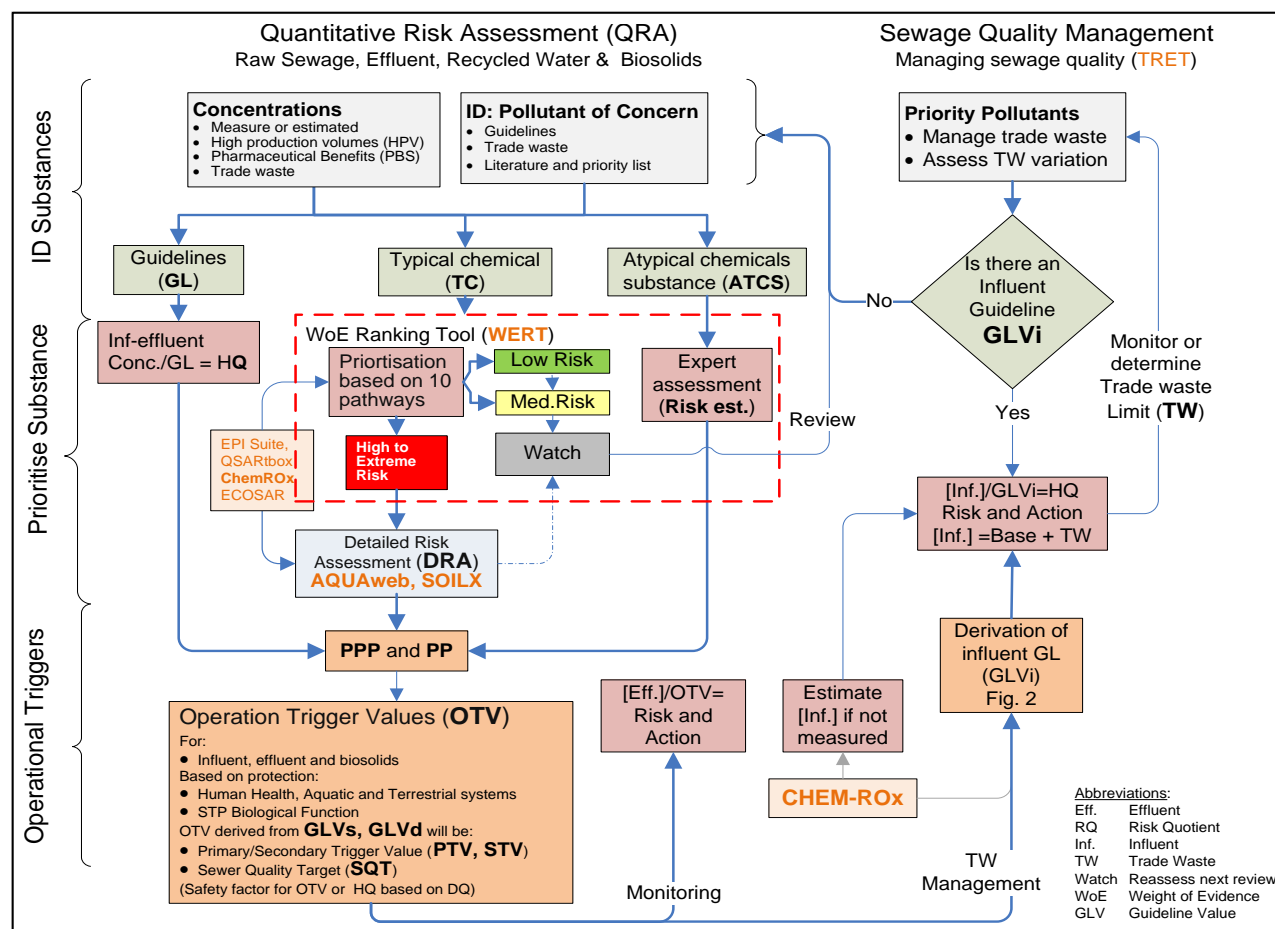 Quantitative Risk Assessment (QRA)
Raw Sewage, Effluent, Recycled Water & Biosolids
Sewage Quality Management
Managing sewage quality (TRET)
ID Substances
Prioritise Substance
Operational Triggers
Concentrations
• Measure or estimated
• High production volumes (HPV)
• Pharmaceutical Benefits (PBS)
• Trade waste
ID: Pollutant of Concern
• Guidelines
• Trade waste
• Literature and priority list
Priority Pollutants
• Manage trade waste
• Assess TW variation
Guidelines
(GL)
Typical chemical
(TC)
Atypical chemicals
substance (ATCS)
Is there an
Influent
Guideline
GLVi
No
Yes
Monitor or
determine
Trade waste
Limit (TW)
Inf-effluent
Conc./GL = HQ
WoE Ranking Tool (WERT)
Priortisation
based on 10
pathways
Low Risk
Med.Risk
Watch
High to
Extreme
Risk
Expert
assessment
(Risk est.)
Review
EPI Suite,
QSARtbox
ChemROx
ECOSAR
Detailed Risk
Assessment (DRA)
AQUAweb, SOILX
[Inf.]/GLVi=HQ
Risk and Action
[Inf.] =Base + TW
PPP and PP
Operation Trigger Values (OTV)
For:
• Influent, effluent and biosolids
Based on protection:
• Human Health, Aquatic and Terrestrial systems
• STP Biological Function
OTV derived from GLVs, GLVd will be:
• Primary/Secondary Trigger Value (PTV, STV)
• Sewer Quality Target (SQT)
(Safety factor for OTV or HQ based on DQ)
[Eff.]/OTV=
Risk and
Action
Estimate
[Inf.] if not
measured
Derivation of
influent GL
(GLVi)
Fig. 2
CHEM-ROx
Monitoring
TW
Management
Abbreviations:
Eff. Effluent
RQ Risk Quotient
Inf. Influent
TW Trade Waste
Watch Reassess next review
WoE Weight of Evidence
GLV Guideline Value